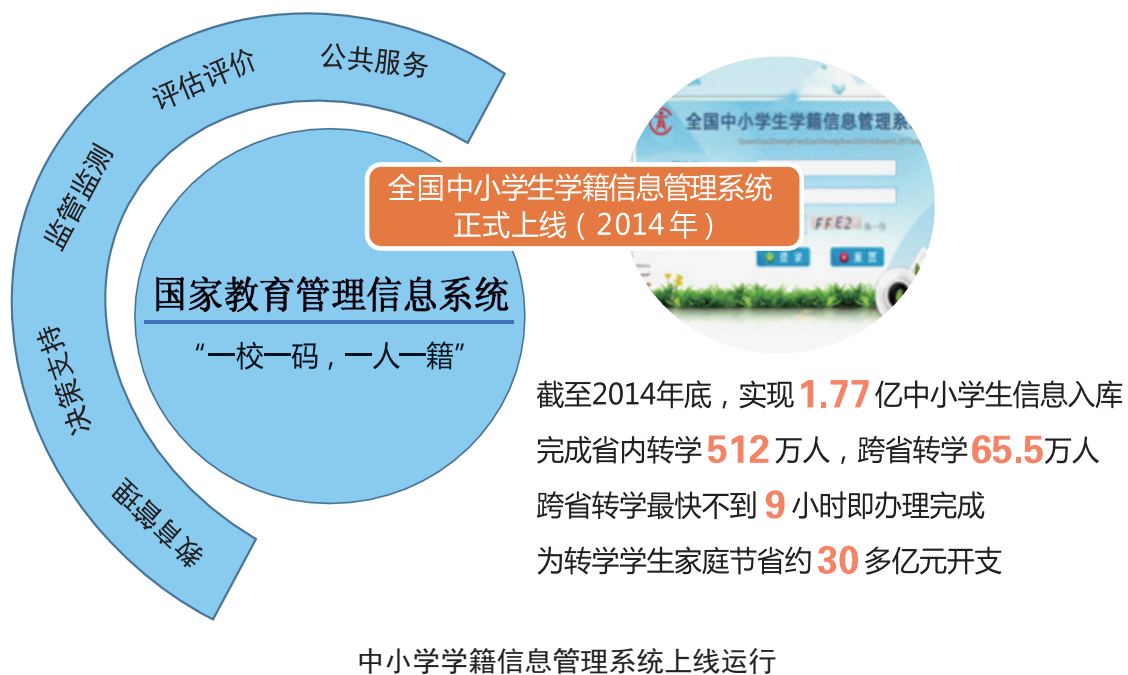 公共服务
评估评价
监管监测
决策支持
教育管理
全国中小学生学籍信息管理系
FFE2
登录
重置
全国中小学生学籍信息管理系统
正式上线（2014年）
国家教育管理信息系统
“一校一码，一人一籍”
截至2014年底，实现1.77亿中小学生信息入库
完成省内转学512万人，跨省转学65.5万人
跨省转学最快不到9小时即办理完成
为转学学生家庭节省约30多亿元开支
中小学学籍信息管理系统上线运行